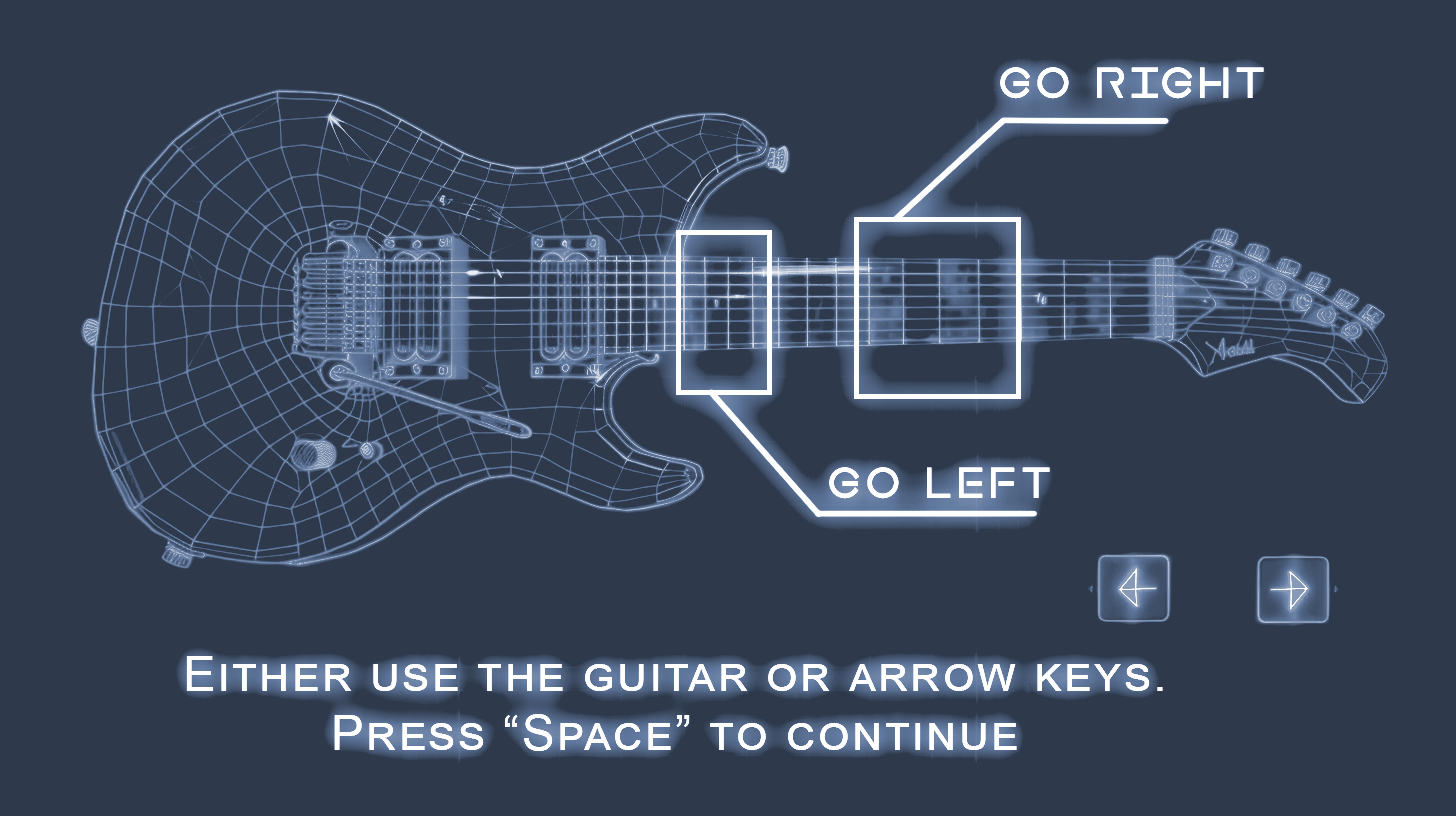 GO RIGHT
GO LEFT
Either use the guitar or arrow keys.
Press “Space” to continue